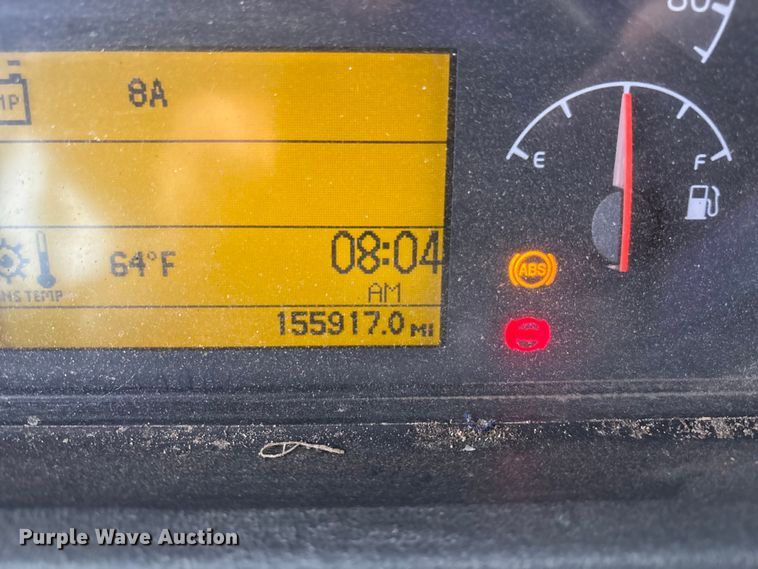 8A
E
F
64°F
08:04
AM
ABS
155917.0 MI
Purple Wave Auction